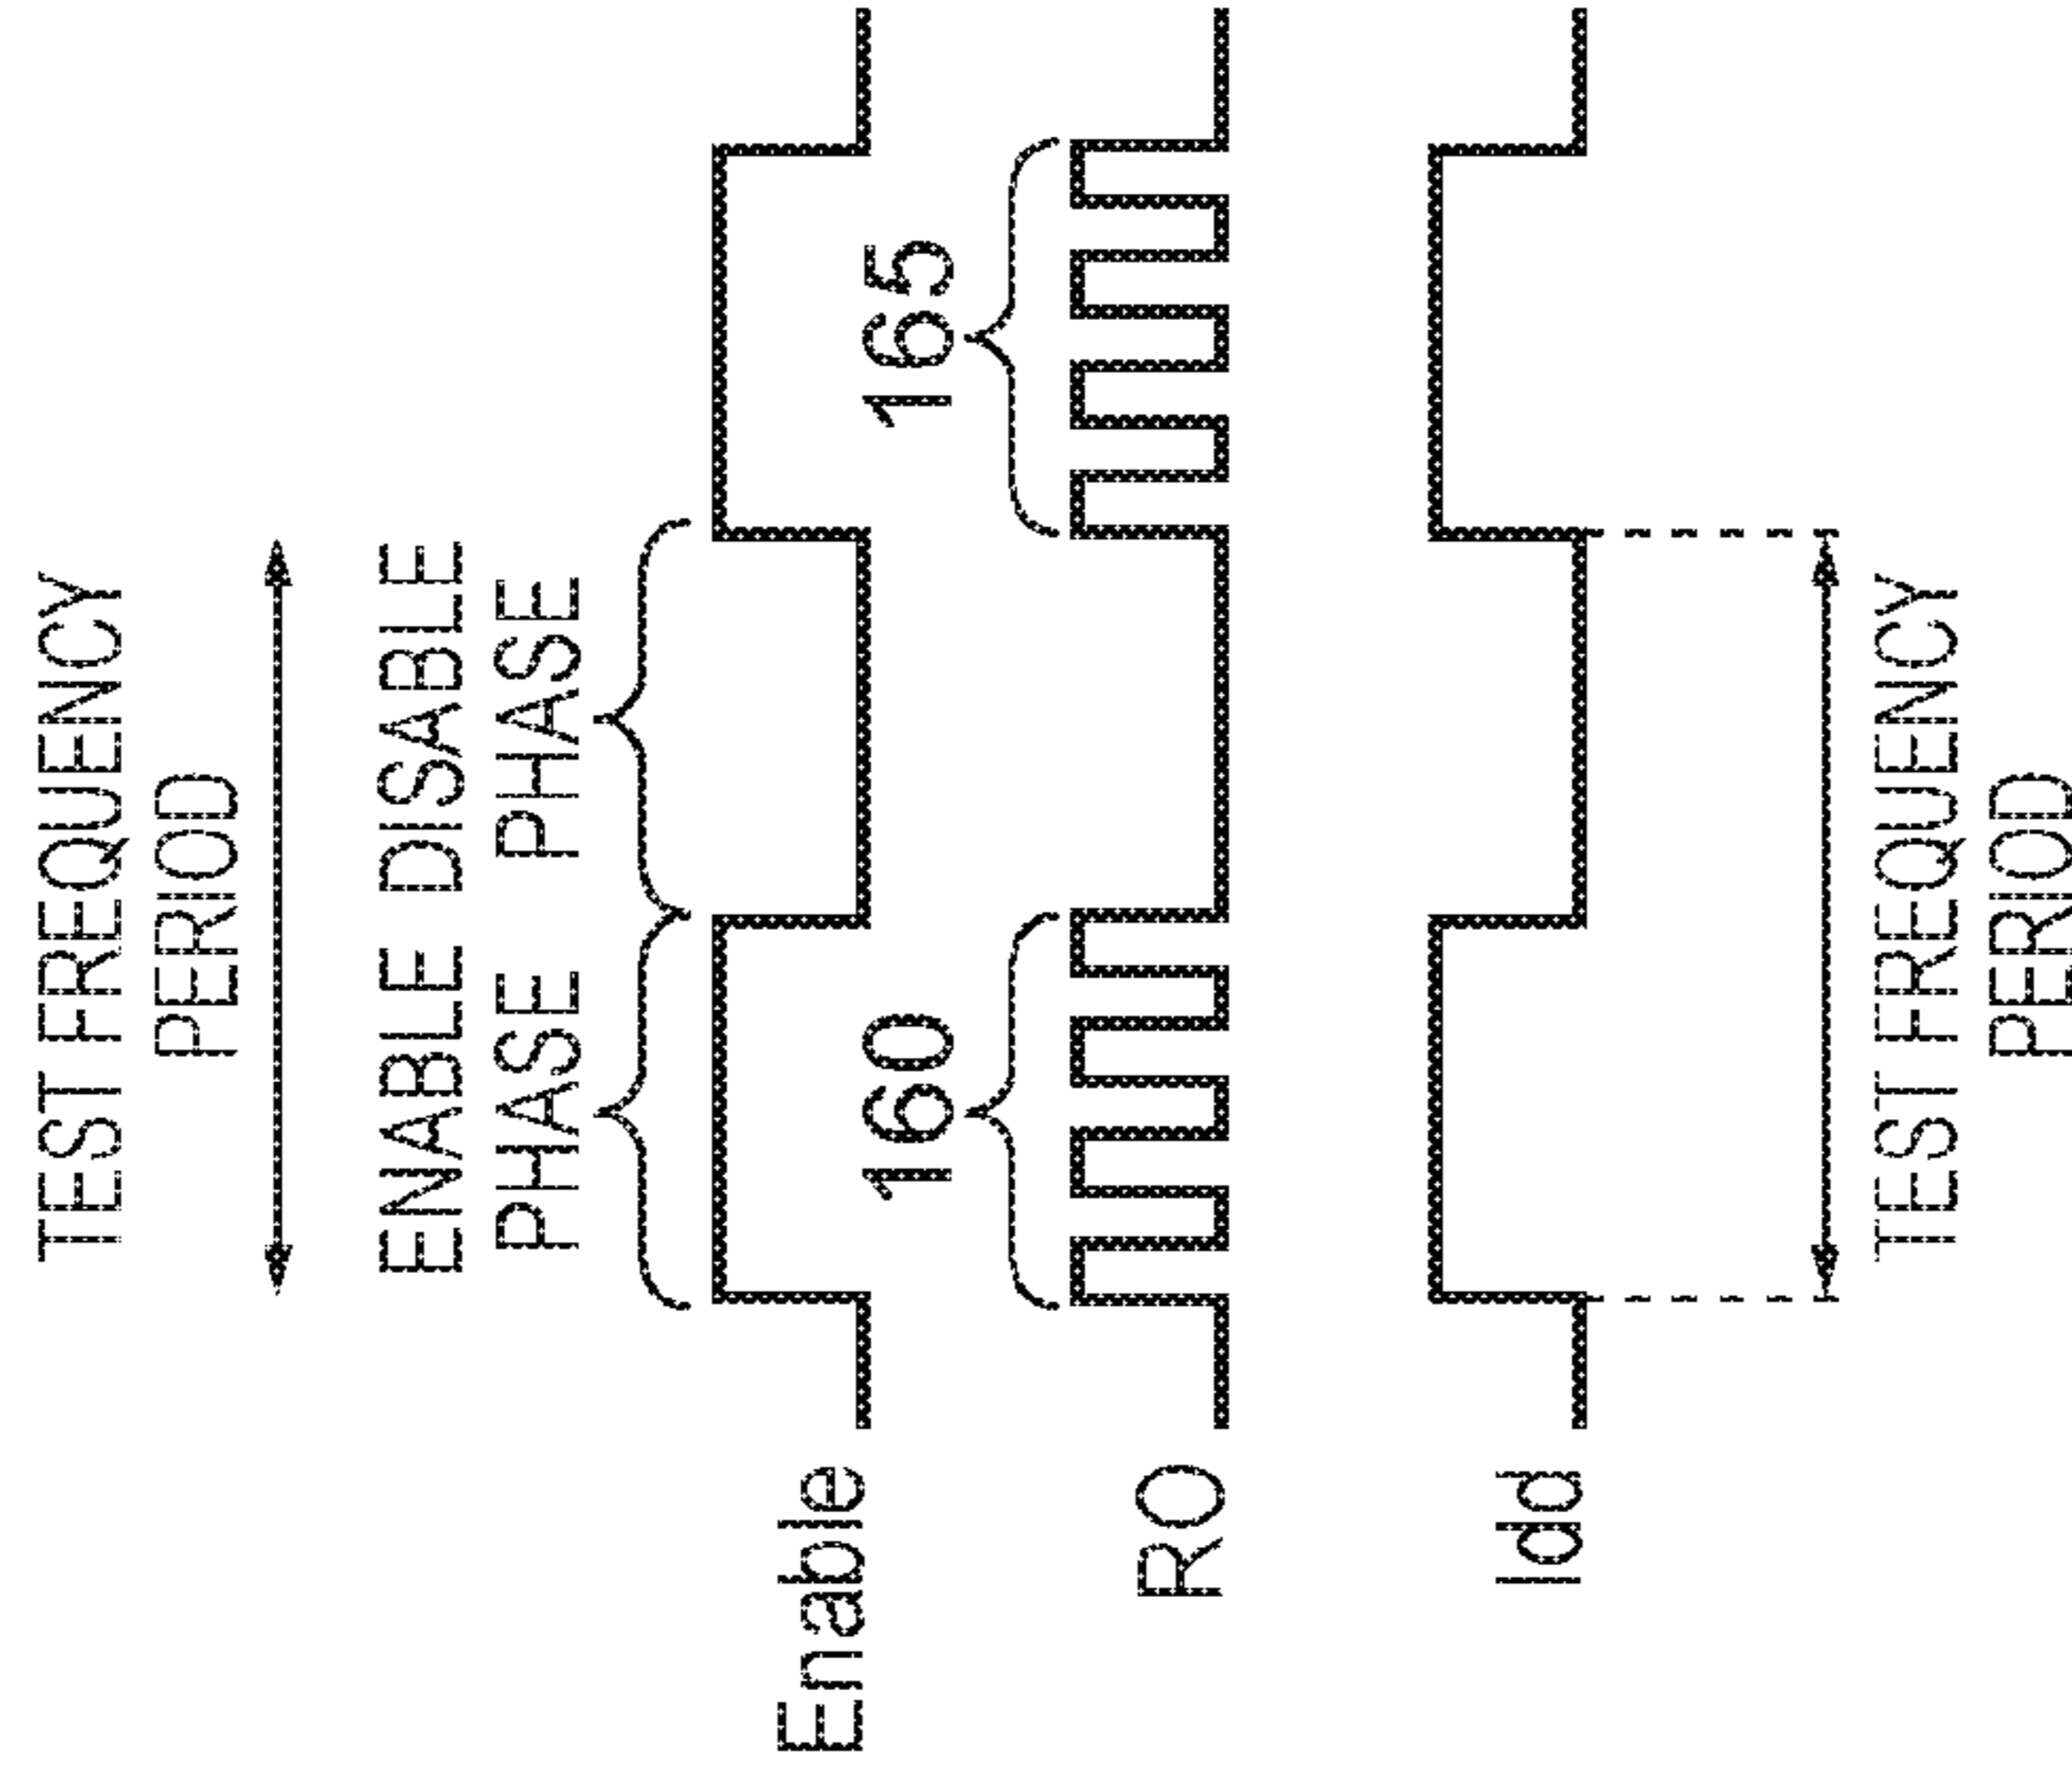 TEST FREQUENCY
PERIOD
ENABLE DISABLE
PHASE PHASE
Enable
160
165
RO
Idd
TEST FREQUENCY
PERIOD